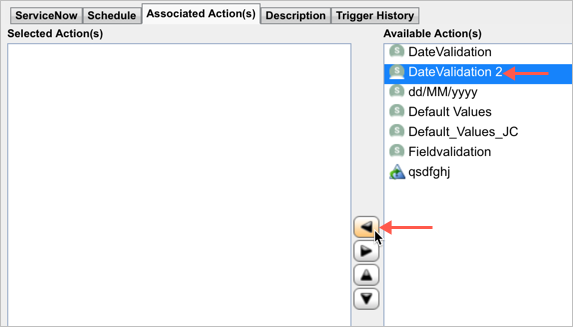 ServiceNow Schedule Associated Action(s) Description Trigger History
Selected Action(s) Available Action(s)
S DateValidation
S DateValidation 2
S dd/MM/yyyy
S Default Values
S Default_Values_JC
S Fieldvalidation
qsdfghj